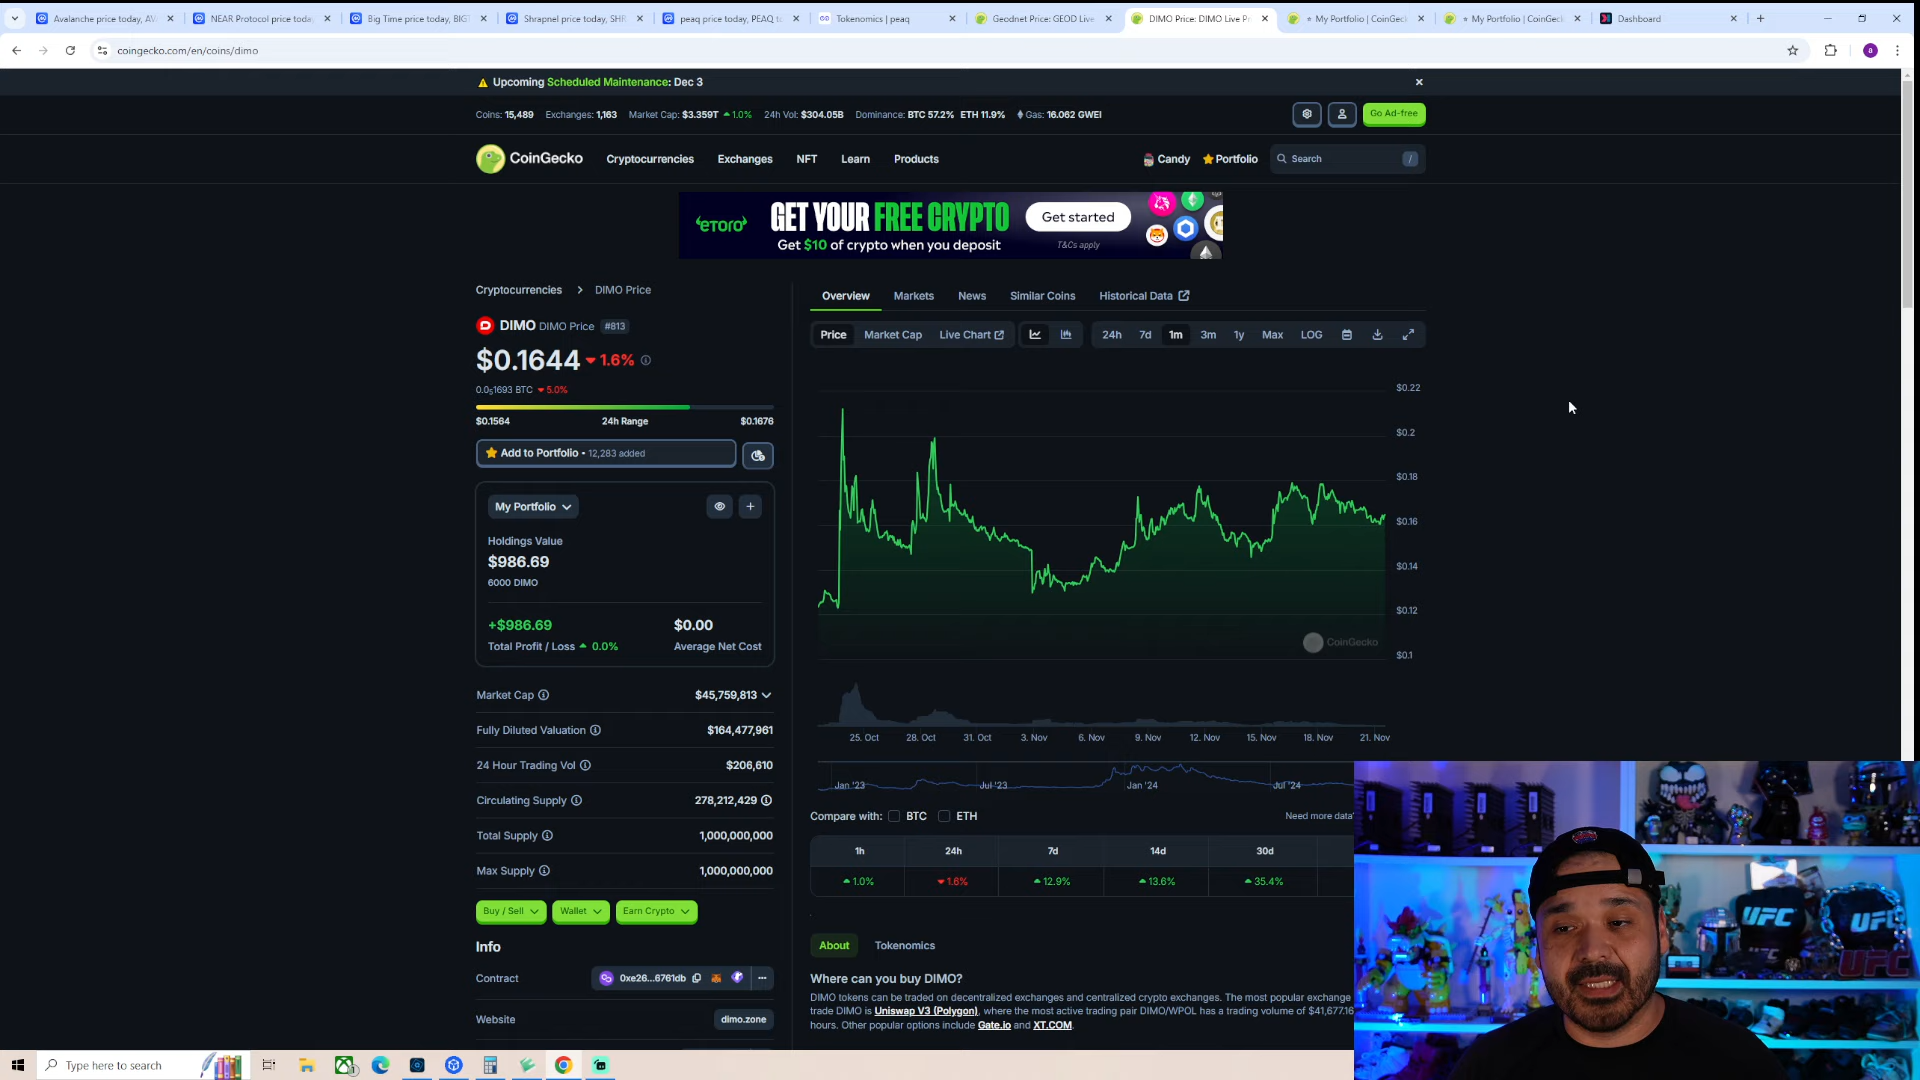 Avalanche price today, AV
NEAR Protocol price toda
Big Time price today, BIG
Shrapnel price today, SHR
peaq price today, PEAQ to
Tokenomics | peaq
Geodnet Price: GEOD Live
DIMO Price: DIMO Live Pr
My Portfolio | CoinGeck
My Portfolio | CoinGeck
Dashboard
coingecko.com/en/coins/dimo
a
Upcoming Scheduled Maintenance: Dec 3
Coins: 15,489 Exchanges: 1,163 Market Cap: $3.359T 1.0% 24h Vol: $304.05B Dominance: BTC 57.2% ETH 11.9% Gas: 16.062 GWEI
Go Ad-free
CoinGecko Cryptocurrencies Exchanges NFT Learn Products Candy Portfolio Search /
etoro GET YOUR FREE CRYPTO Get started
Get $10 of crypto when you deposit T&Cs apply
Cryptocurrencies > DIMO Price
Overview Markets News Similar Coins Historical Data
DIMO DIMO Price #813
Price Market Cap Live Chart 24h 7d 1m 3m 1y Max LOG
$0.1644 1.6%
0.0₅1693 BTC 5.0%
$0.1564 24h Range $0.1676
Add to Portfolio • 12,283 added
My Portfolio
Holdings Value
$986.69
6000 DIMO
+$986.69 $0.00
Total Profit / Loss 0.0% Average Net Cost
$0.22
$0.2
$0.18
$0.16
$0.14
$0.12
$0.1
CoinGecko
25. Oct 28. Oct 31. Oct 3. Nov 6. Nov 9. Nov 12. Nov 15. Nov 18. Nov 21. Nov
Jan '23 Jul '23 Jan '24 Jul '24
Market Cap $45,759,813
Fully Diluted Valuation $164,477,961
24 Hour Trading Vol $206,610
Circulating Supply 278,212,429
Total Supply 1,000,000,000
Max Supply 1,000,000,000
Buy / Sell Wallet Earn Crypto
Info
Contract 0xe26...6761db
Website dimo.zone
Compare with: BTC ETH Need more data?
1h 24h 7d 14d 30d
1.0% 1.6% 12.9% 13.6% 35.4%
About Tokenomics
Where can you buy DIMO?
DIMO tokens can be traded on decentralized exchanges and centralized crypto exchanges. The most popular exchange
trade DIMO is Uniswap V3 (Polygon), where the most active trading pair DIMO/WPOL has a trading volume of $41,677.16
hours. Other popular options include Gate.io and XT.COM.
UFC
UFC
UFC
Type here to search
1